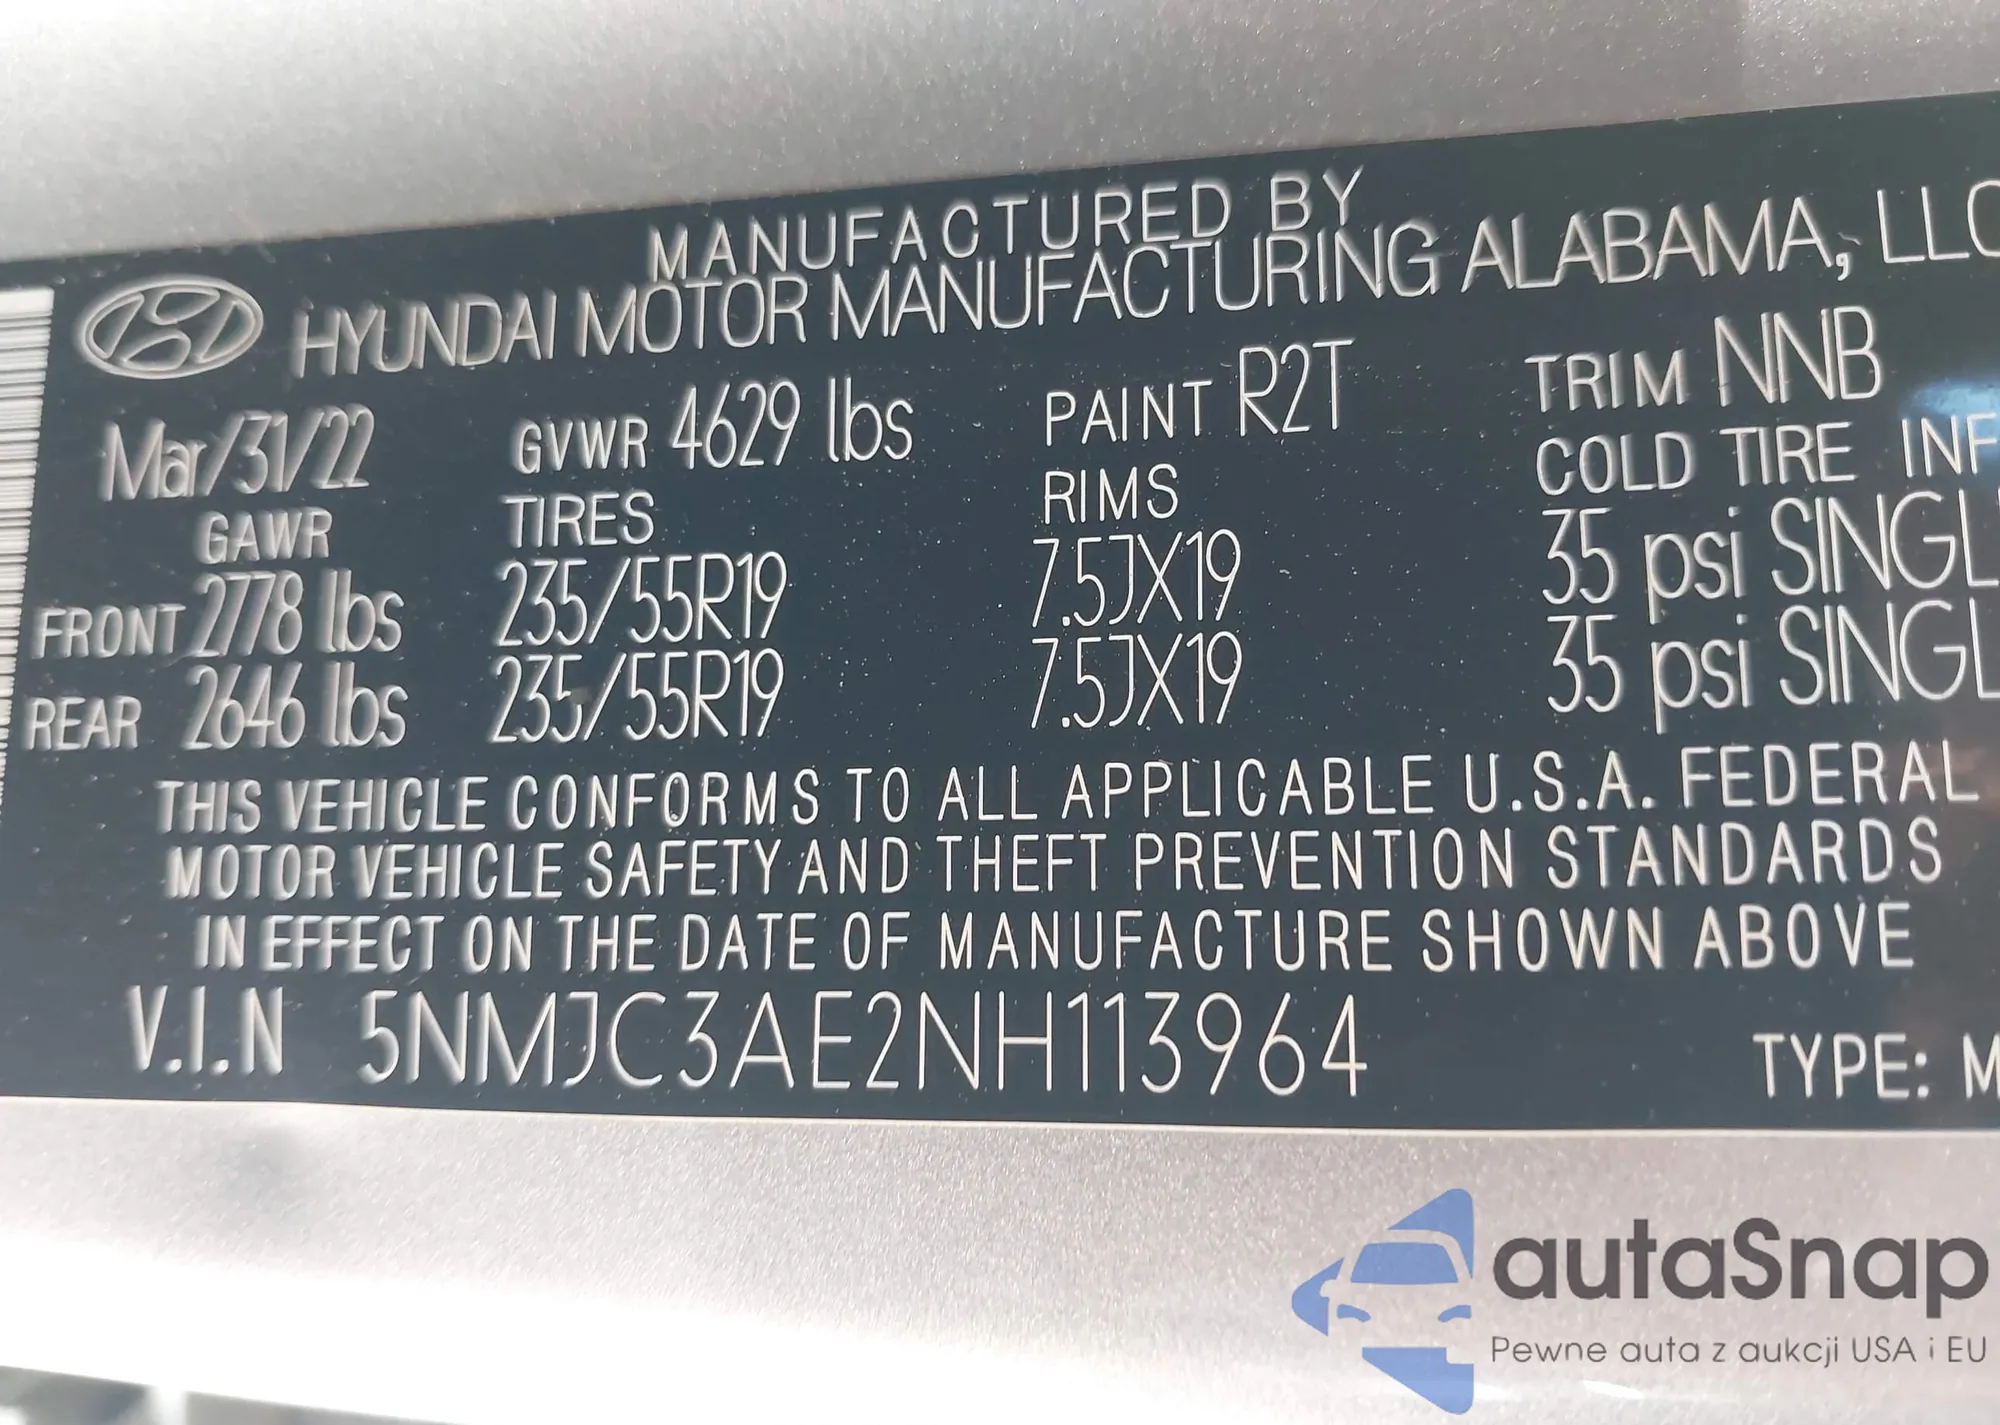 MANUFACTURED BY
HYUNDAI MOTOR MANUFACTURING ALABAMA, LLC
Mar/31/22 GVWR 4629 lbs PAINT R2T TRIM NNB
GAWR TIRES RIMS COLD TIRE INF
FRONT 2778 lbs 235/55R19 7.5JX19 35 psi SINGL
REAR 2646 lbs 235/55R19 7.5JX19 35 psi SINGL
THIS VEHICLE CONFORMS TO ALL APPLICABLE U.S.A. FEDERAL
MOTOR VEHICLE SAFETY AND THEFT PREVENTION STANDARDS
IN EFFECT ON THE DATE OF MANUFACTURE SHOWN ABOVE
V.I.N 5NMJC3AE2NH113964 TYPE: M
autaSnap
Pewne auta z aukcji USA i EU